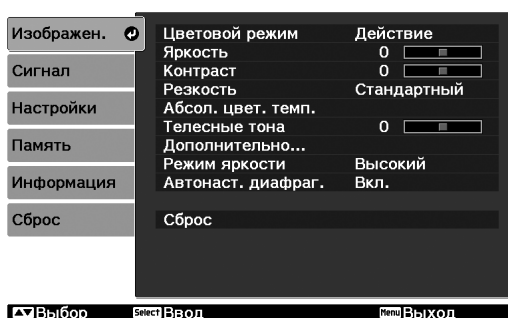 Изображен.
Сигнал
Настройки
Память
Информация
Сброс
Цветовой режим Действие
Яркость 0
Контраст 0
Резкость Стандартный
Абсол. цвет. темп.
Телесные тона 0
Дополнительно...
Режим яркости Высокий
Автонаст. диафраг. Вкл.
Сброс
Выбор Select Ввод Menu Выход